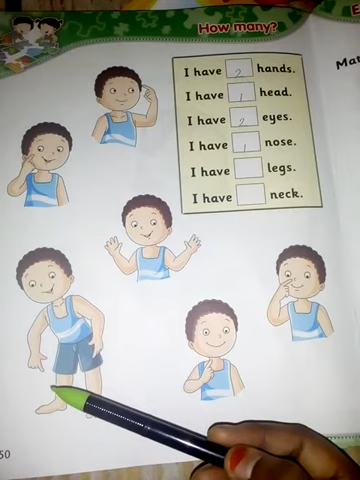 How many?
E
Mat
I have 2 hands.
I have 1 head.
I have 2 eyes.
I have 1 nose.
I have legs.
I have neck.
50